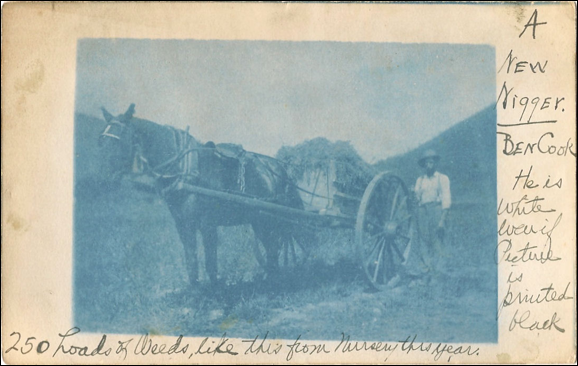 A
New
Nigger.
Ben Cook
He is
white
even if
Picture
is
printed
black
250 Loads of Weeds, like this from Nursery this year.